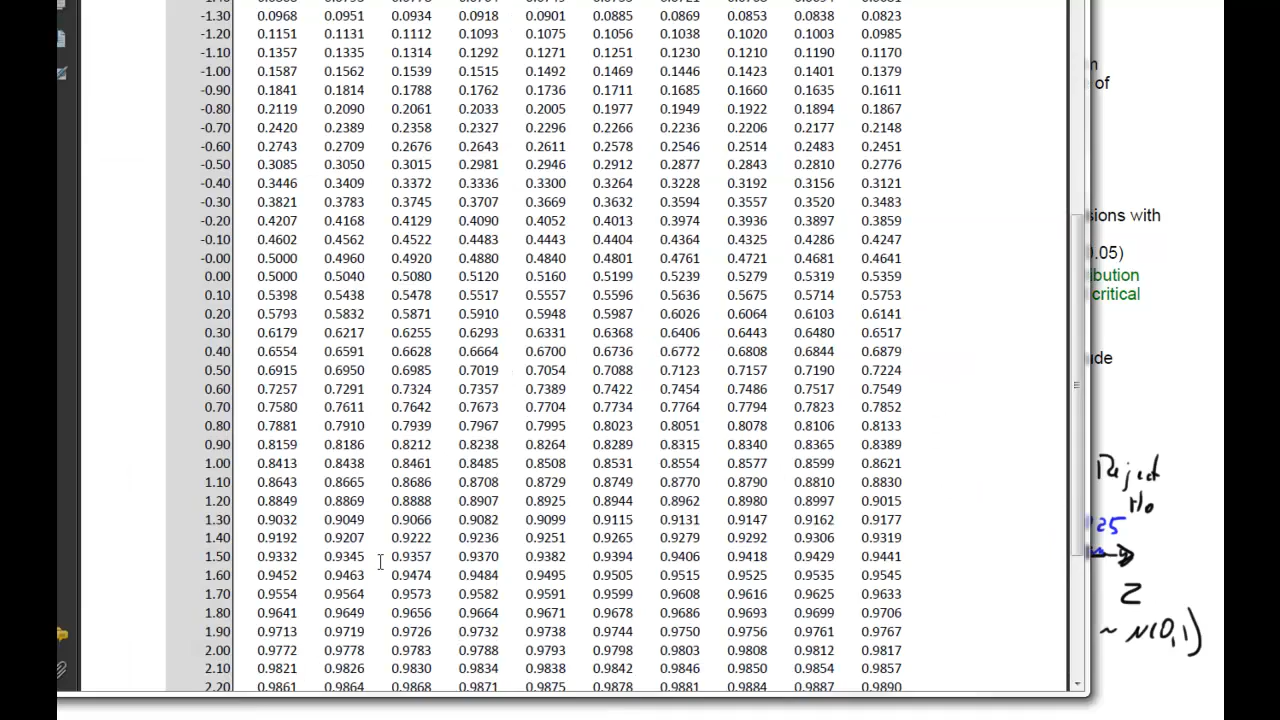 -1.30 0.0968 0.0951 0.0934 0.0918 0.0901 0.0885 0.0869 0.0853 0.0838 0.0823
-1.20 0.1151 0.1131 0.1112 0.1093 0.1075 0.1056 0.1038 0.1020 0.1003 0.0985
-1.10 0.1357 0.1335 0.1314 0.1292 0.1271 0.1251 0.1230 0.1210 0.1190 0.1170
-1.00 0.1587 0.1562 0.1539 0.1515 0.1492 0.1469 0.1446 0.1423 0.1401 0.1379
-0.90 0.1841 0.1814 0.1788 0.1762 0.1736 0.1711 0.1685 0.1660 0.1635 0.1611
of
-0.80 0.2119 0.2090 0.2061 0.2033 0.2005 0.1977 0.1949 0.1922 0.1894 0.1867
-0.70 0.2420 0.2389 0.2358 0.2327 0.2296 0.2266 0.2236 0.2206 0.2177 0.2148
-0.60 0.2743 0.2709 0.2676 0.2643 0.2611 0.2578 0.2546 0.2514 0.2483 0.2451
-0.50 0.3085 0.3050 0.3015 0.2981 0.2946 0.2912 0.2877 0.2843 0.2810 0.2776
-0.40 0.3446 0.3409 0.3372 0.3336 0.3300 0.3264 0.3228 0.3192 0.3156 0.3121
-0.30 0.3821 0.3783 0.3745 0.3707 0.3669 0.3632 0.3594 0.3557 0.3520 0.3483
-0.20 0.4207 0.4168 0.4129 0.4090 0.4052 0.4013 0.3974 0.3936 0.3897 0.3859
sions with
-0.10 0.4602 0.4562 0.4522 0.4483 0.4443 0.4404 0.4364 0.4325 0.4286 0.4247
-0.00 0.5000 0.4960 0.4920 0.4880 0.4840 0.4801 0.4761 0.4721 0.4681 0.4641
.05)
0.00 0.5000 0.5040 0.5080 0.5120 0.5160 0.5199 0.5239 0.5279 0.5319 0.5359
bution
0.10 0.5398 0.5438 0.5478 0.5517 0.5557 0.5596 0.5636 0.5675 0.5714 0.5753
critical
0.20 0.5793 0.5832 0.5871 0.5910 0.5948 0.5987 0.6026 0.6064 0.6103 0.6141
0.30 0.6179 0.6217 0.6255 0.6293 0.6331 0.6368 0.6406 0.6443 0.6480 0.6517
0.40 0.6554 0.6591 0.6628 0.6664 0.6700 0.6736 0.6772 0.6808 0.6844 0.6879
ude
0.50 0.6915 0.6950 0.6985 0.7019 0.7054 0.7088 0.7123 0.7157 0.7190 0.7224
0.60 0.7257 0.7291 0.7324 0.7357 0.7389 0.7422 0.7454 0.7486 0.7517 0.7549
0.70 0.7580 0.7611 0.7642 0.7673 0.7704 0.7734 0.7764 0.7794 0.7823 0.7852
0.80 0.7881 0.7910 0.7939 0.7967 0.7995 0.8023 0.8051 0.8078 0.8106 0.8133
0.90 0.8159 0.8186 0.8212 0.8238 0.8264 0.8289 0.8315 0.8340 0.8365 0.8389
1.00 0.8413 0.8438 0.8461 0.8485 0.8508 0.8531 0.8554 0.8577 0.8599 0.8621
Reject
1.10 0.8643 0.8665 0.8686 0.8708 0.8729 0.8749 0.8770 0.8790 0.8810 0.8830
1.20 0.8849 0.8869 0.8888 0.8907 0.8925 0.8944 0.8962 0.8980 0.8997 0.9015
Ho
1.30 0.9032 0.9049 0.9066 0.9082 0.9099 0.9115 0.9131 0.9147 0.9162 0.9177
25
1.40 0.9192 0.9207 0.9222 0.9236 0.9251 0.9265 0.9279 0.9292 0.9306 0.9319
1.50 0.9332 0.9345 0.9357 0.9370 0.9382 0.9394 0.9406 0.9418 0.9429 0.9441
1.60 0.9452 0.9463 0.9474 0.9484 0.9495 0.9505 0.9515 0.9525 0.9535 0.9545
1.70 0.9554 0.9564 0.9573 0.9582 0.9591 0.9599 0.9608 0.9616 0.9625 0.9633
Z
1.80 0.9641 0.9649 0.9656 0.9664 0.9671 0.9678 0.9686 0.9693 0.9699 0.9706
1.90 0.9713 0.9719 0.9726 0.9732 0.9738 0.9744 0.9750 0.9756 0.9761 0.9767
~ N(0,1)
2.00 0.9772 0.9778 0.9783 0.9788 0.9793 0.9798 0.9803 0.9808 0.9812 0.9817
2.10 0.9821 0.9826 0.9830 0.9834 0.9838 0.9842 0.9846 0.9850 0.9854 0.9857
2.20 0.9861 0.9864 0.9868 0.9871 0.9875 0.9878 0.9881 0.9884 0.9887 0.9890